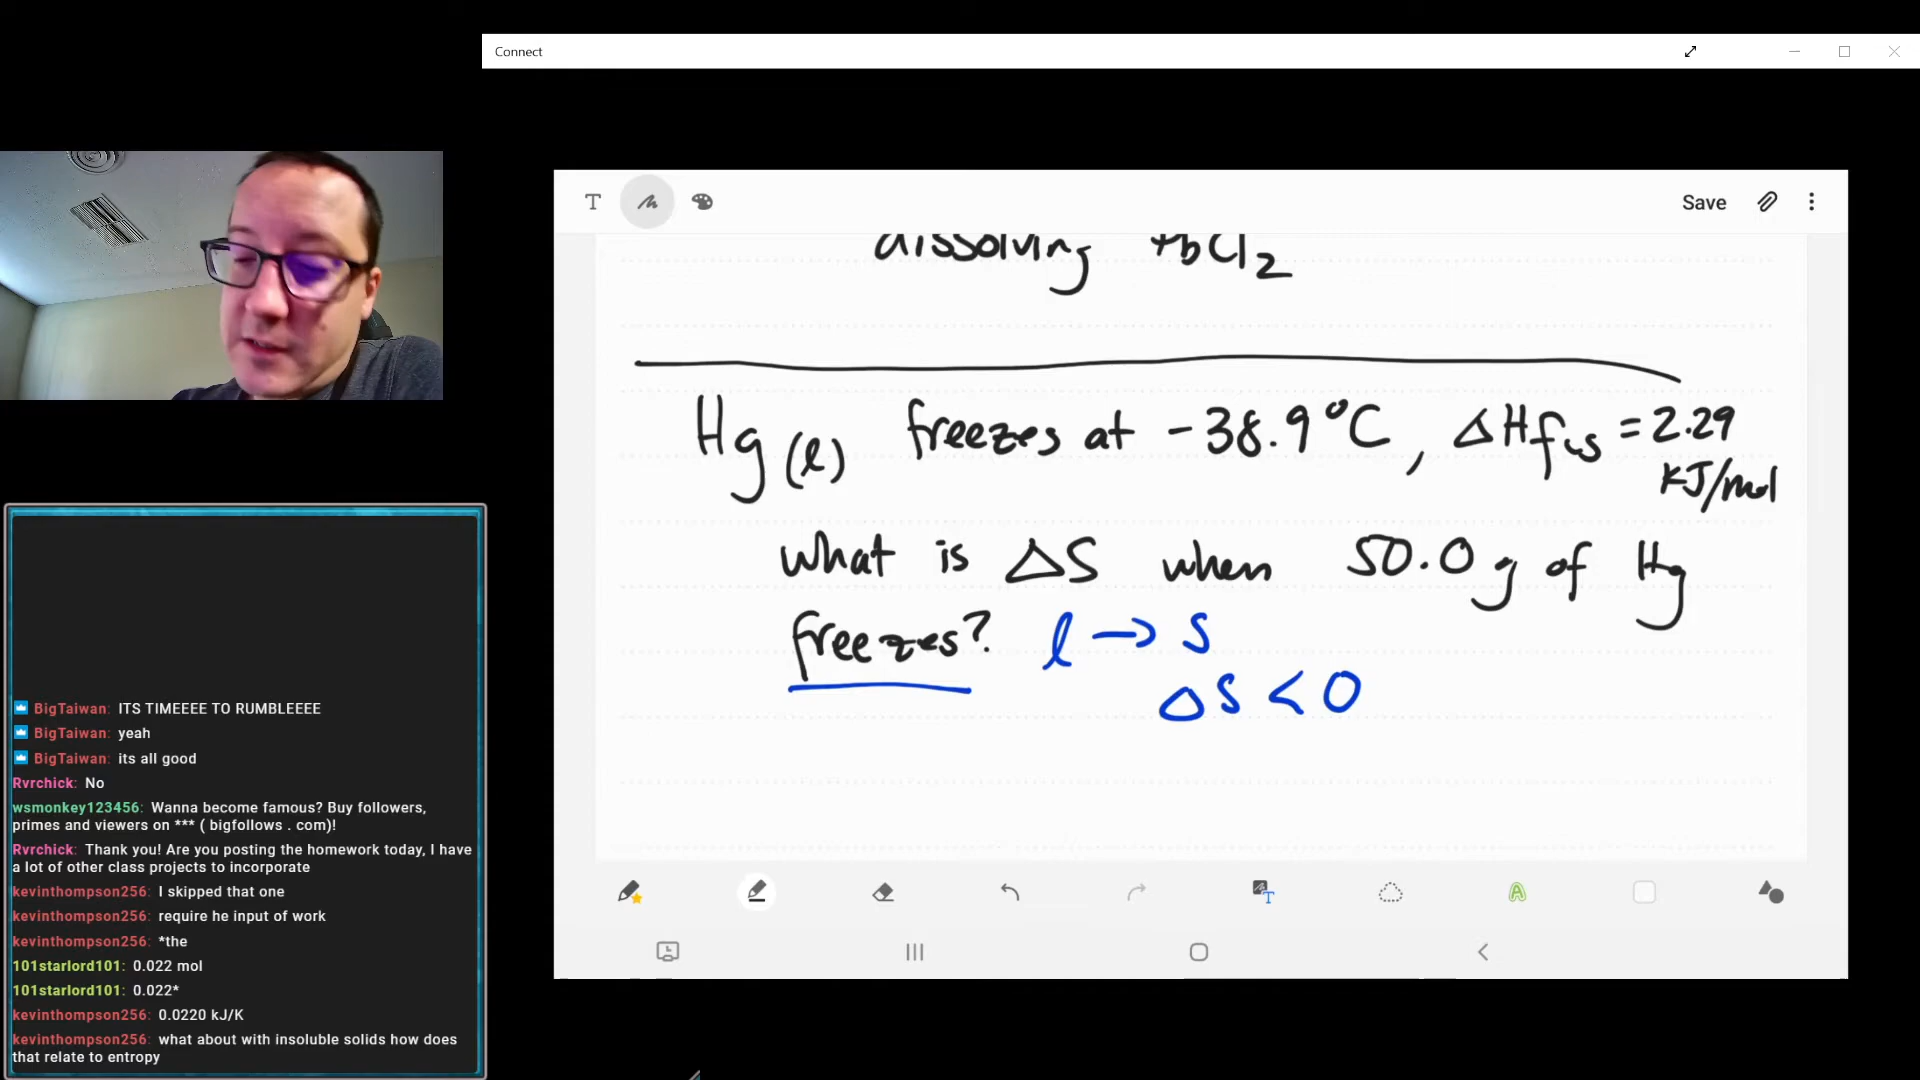 Connect
T
Save
dissolving PbCl2
Hg(l) freezes at -38.9°C, ΔHfus = 2.29
kJ/mol
What is ΔS when 50.0 g of Hg
freezes? l → s
ΔS < 0
BigTaiwan: ITS TIMEEEE TO RUMBLEEEE
BigTaiwan: yeah
BigTaiwan: its all good
Rvrchick: No
wsmonkey123456: Wanna become famous? Buy followers,
primes and viewers on *** ( bigfollows . com)!
Rvrchick: Thank you! Are you posting the homework today, I have
a lot of other class projects to incorporate
kevinthompson256: I skipped that one
kevinthompson256: require he input of work
kevinthompson256: *the
101starlord101: 0.022 mol
101starlord101: 0.022*
kevinthompson256: 0.0220 kJ/K
kevinthompson256: what about with insoluble solids how does
that relate to entropy
T
A